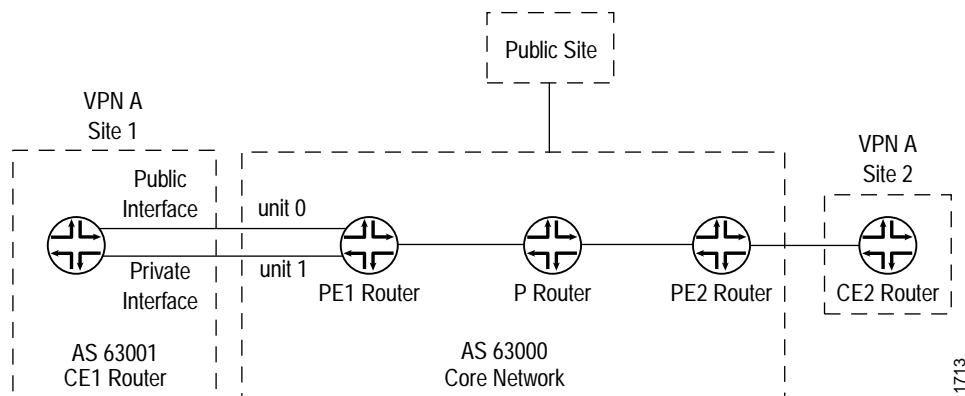 Public Site
VPN A
Site 1
VPN A
Site 2
Public
Interface
unit 0
Private
Interface
unit 1
PE1 Router
P Router
PE2 Router
CE2 Router
AS 63001
CE1 Router
AS 63000
Core Network
1713